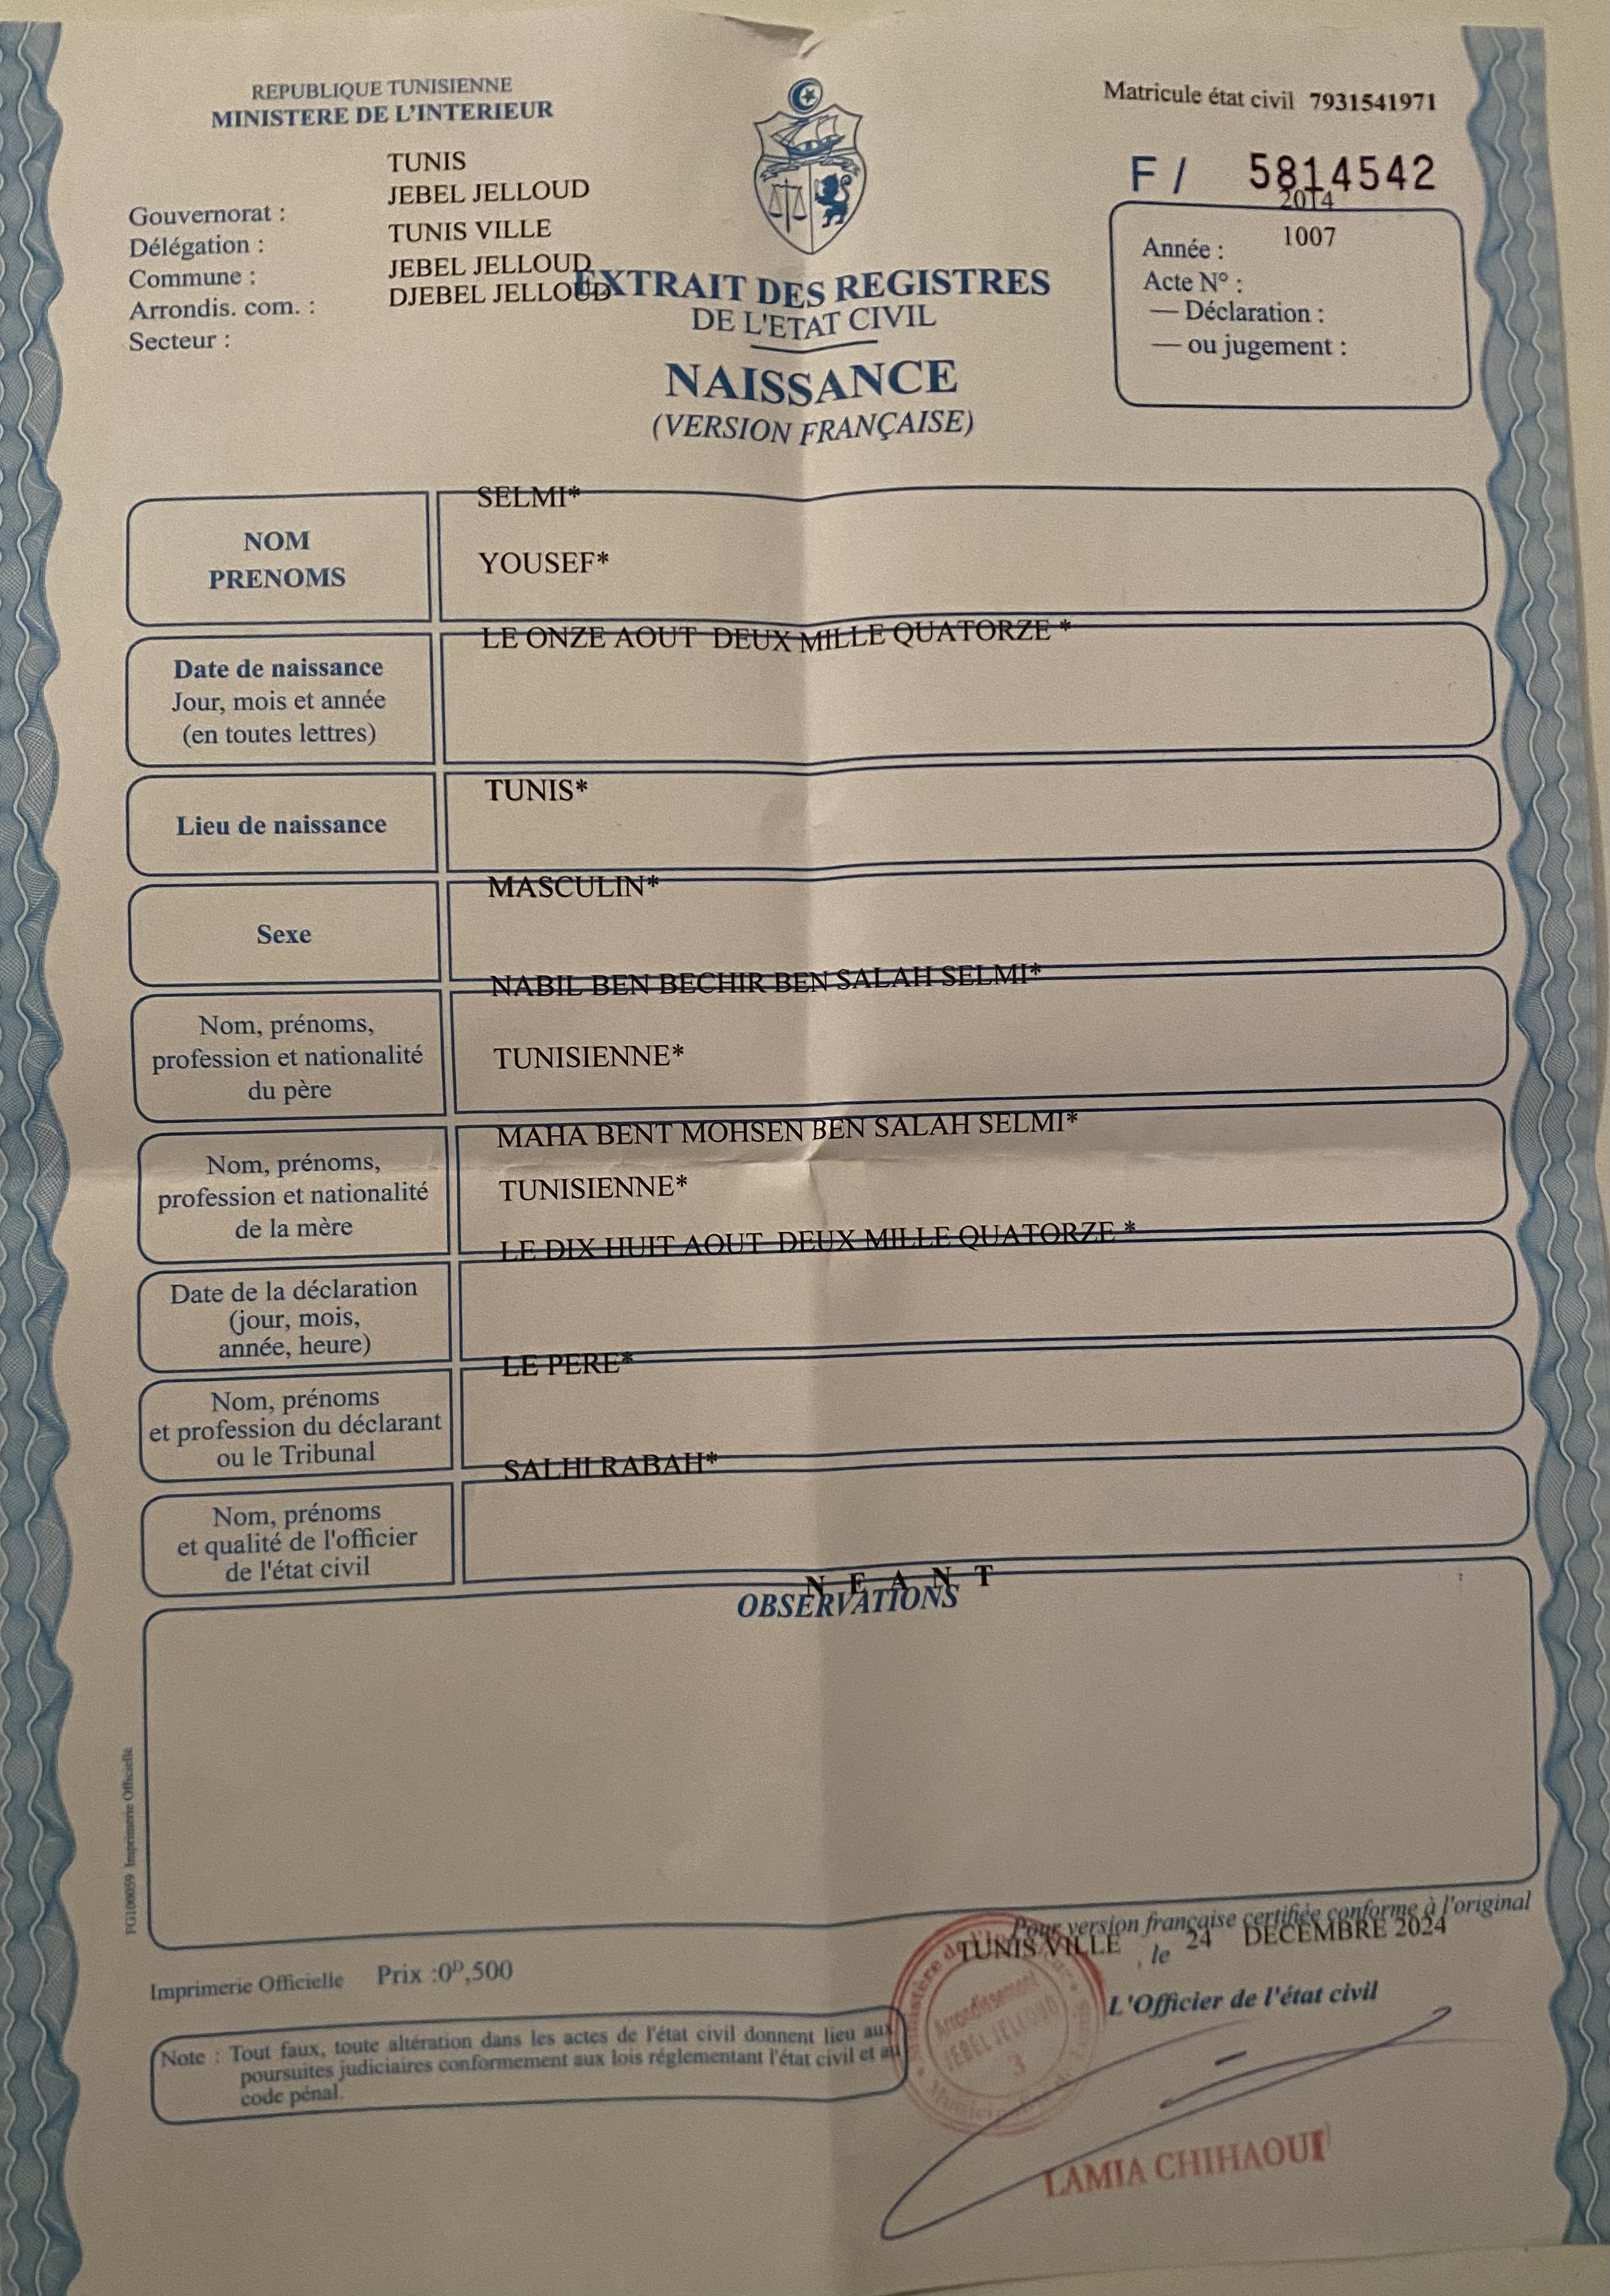 REPUBLIQUE TUNISIENNE
MINISTERE DE L'INTERIEUR
Matricule état civil 7931541971
F / 5814542
TUNIS
JEBEL JELLOUD
TUNIS VILLE
JEBEL JELLOUD
DJEBEL JELLOUD
Gouvernorat :
Délégation :
Commune :
Arrondis. com. :
Secteur :
EXTRAIT DES REGISTRES
DE L'ETAT CIVIL
NAISSANCE
(VERSION FRANÇAISE)
2014
1007
Année :
Acte N° :
— Déclaration :
— ou jugement :
NOM
PRENOMS
SELMI*
YOUSEF*
Date de naissance
Jour, mois et année
(en toutes lettres)
LE ONZE AOUT DEUX MILLE QUATORZE *
Lieu de naissance
TUNIS*
Sexe
MASCULIN*
Nom, prénoms,
profession et nationalité
du père
NABIL BEN BECHIR BEN SALAH SELMI*
TUNISIENNE*
Nom, prénoms,
profession et nationalité
de la mère
MAHA BENT MOHSEN BEN SALAH SELMI*
TUNISIENNE*
Date de la déclaration
(jour, mois,
année, heure)
LE DIX HUIT AOUT DEUX MILLE QUATORZE *
Nom, prénoms
et profession du déclarant
ou le Tribunal
LE PERE*
Nom, prénoms
et qualité de l'officier
de l'état civil
SALHI RABAH*
N E A N T
OBSERVATIONS
FG100059 Imprimerie Officielle
Pour version française certifiée conforme à l'original
TUNIS VILLE , le 24 DECEMBRE 2024
L'Officier de l'état civil
Imprimerie Officielle Prix :0ᴰ,500
Note : Tout faux, toute altération dans les actes de l'état civil donnent lieu aux
poursuites judiciaires conformement aux lois réglementant l'état civil et au
code pénal.
Ministère de
Arrondissement
JEBEL JELLOUD
3
LAMIA CHIHAOUI